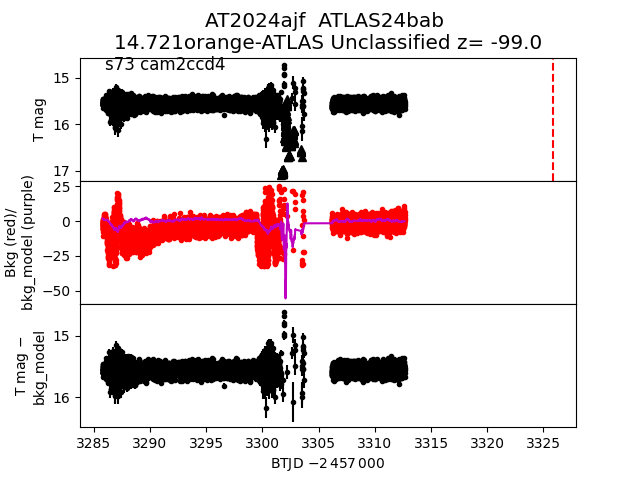 AT2024ajf  ATLAS24bab
14.721orange-ATLAS Unclassified z= -99.0
s73 cam2ccd4
T mag
15
16
17
Bkg (red)/
bkg_model (purple)
25
0
−25
−50
T mag −
bkg_model
15
16
3285 3290 3295 3300 3305 3310 3315 3320 3325
BTJD −2 457 000